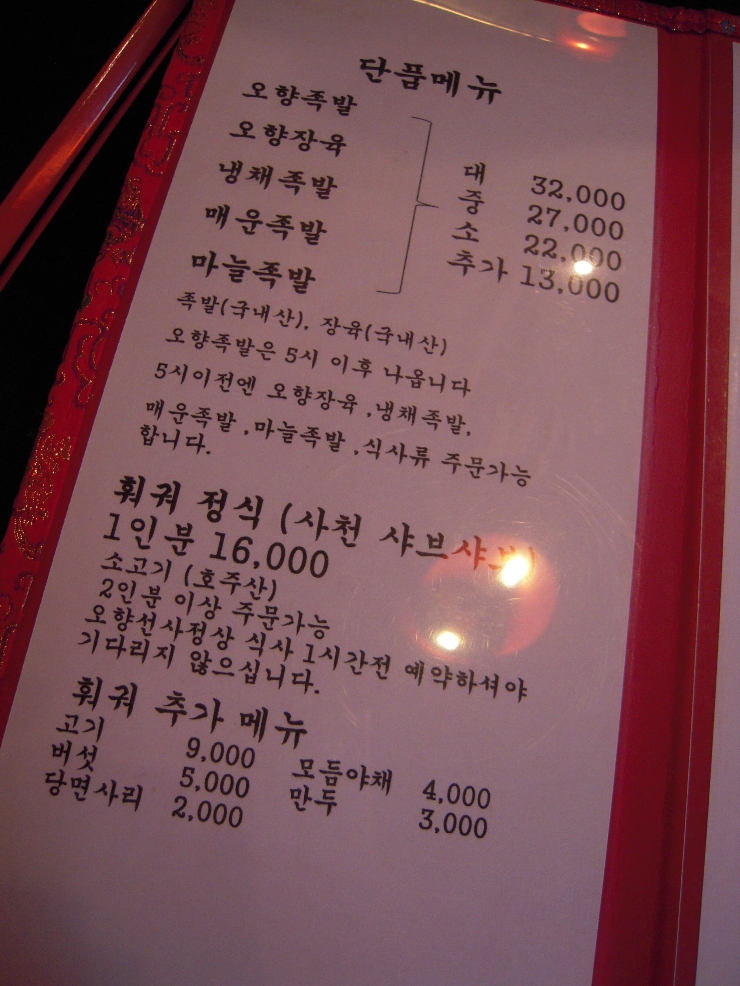 단품메뉴
오향족발
오향장육
냉채족발
매운족발
마늘족발
대 32,000
중 27,000
소 22,000
추가 13,000
족발(국내산), 장육(국내산)
오향족발은 5시 이후 나옵니다
5시이전엔 오향장육 ,냉채족발,
매운족발 ,마늘족발 ,식사류 주문가능
합니다.
훠궈 정식 (사천 샤브샤브)
1인분 16,000
소고기 (호주산)
2인분 이상 주문가능
오향선사정상 식사 1시간전 예약하셔야
기다리지 않으십니다.
훠궈 추가 메뉴
고기 9,000 모듬야채 4,000
버섯 5,000 만두 3,000
당면사리 2,000